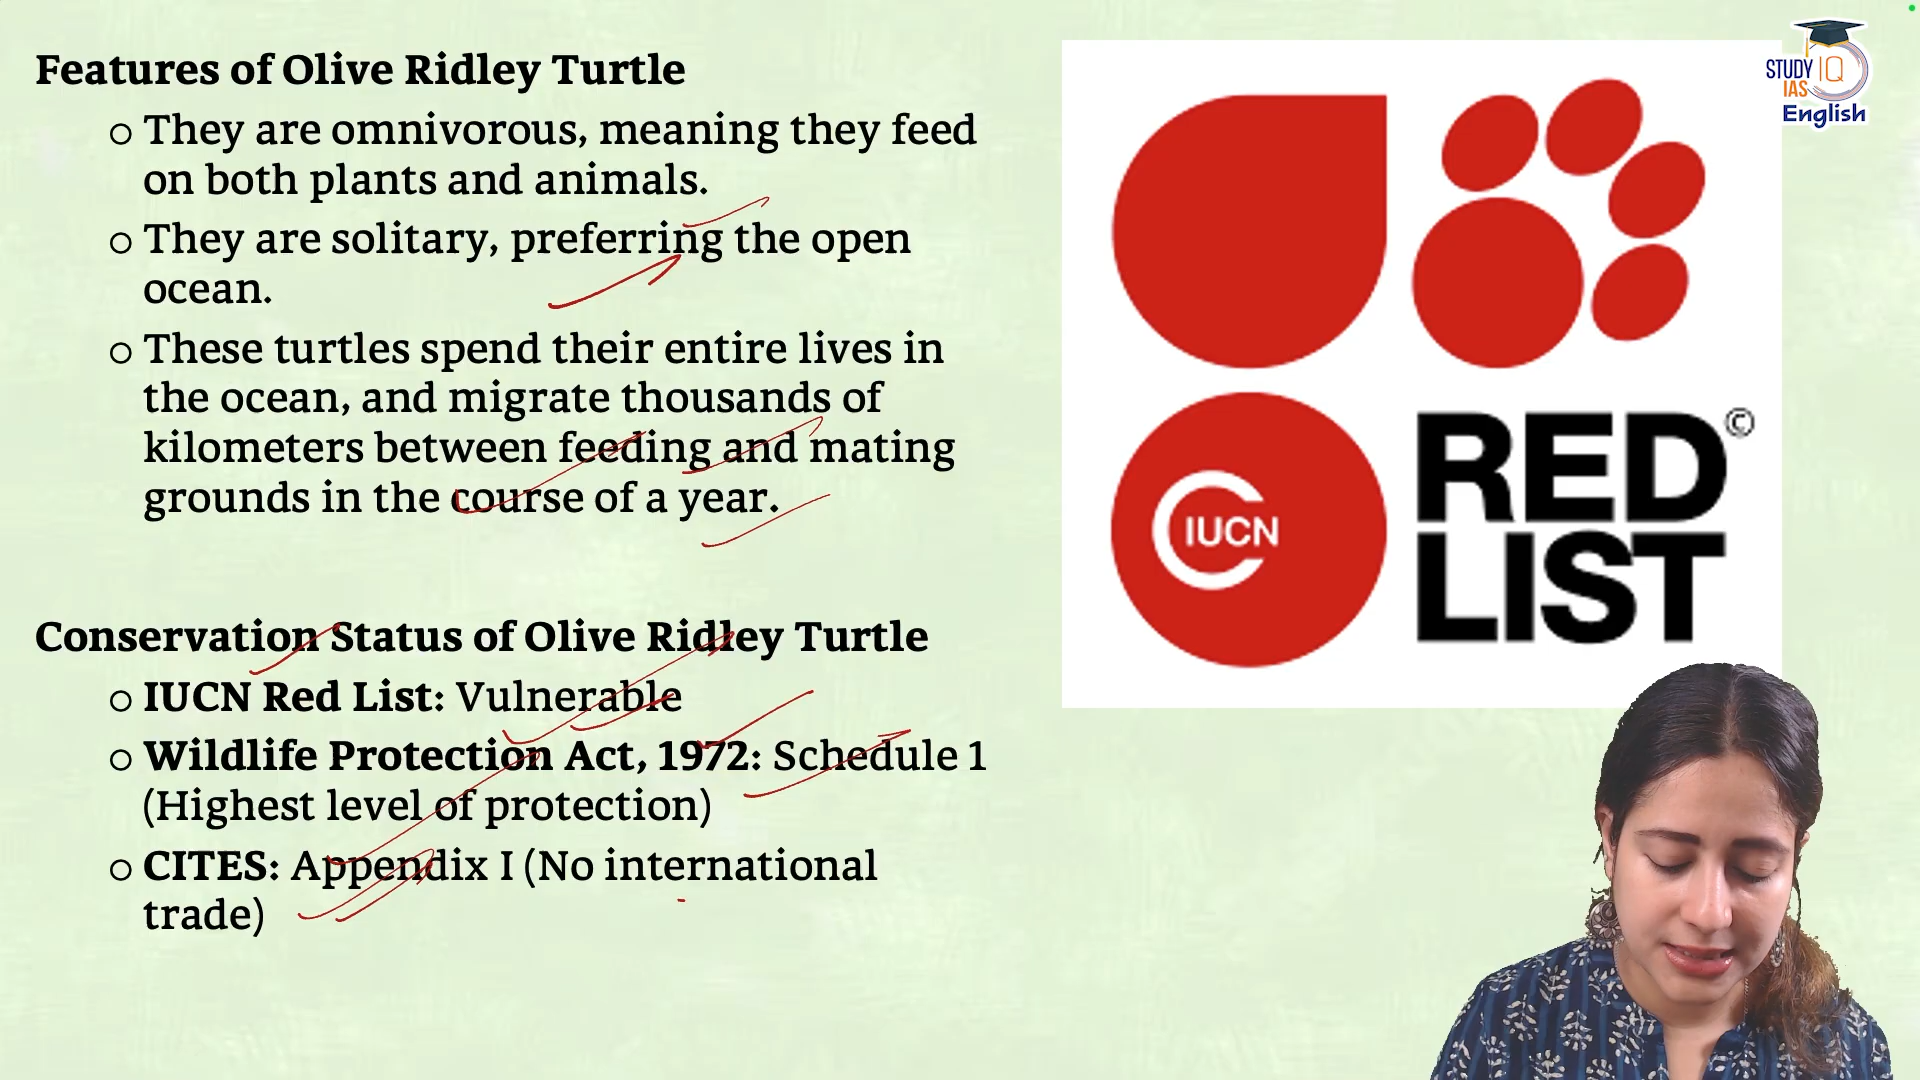 Features of Olive Ridley Turtle
○ They are omnivorous, meaning they feed
on both plants and animals.
○ They are solitary, preferring the open
ocean.
○ These turtles spend their entire lives in
the ocean, and migrate thousands of
kilometers between feeding and mating
grounds in the course of a year.
Conservation Status of Olive Ridley Turtle
○ IUCN Red List: Vulnerable
○ Wildlife Protection Act, 1972: Schedule 1
(Highest level of protection)
○ CITES: Appendix I (No international
trade)
IUCN
RED©
LIST
STUDY IQ
IAS
English